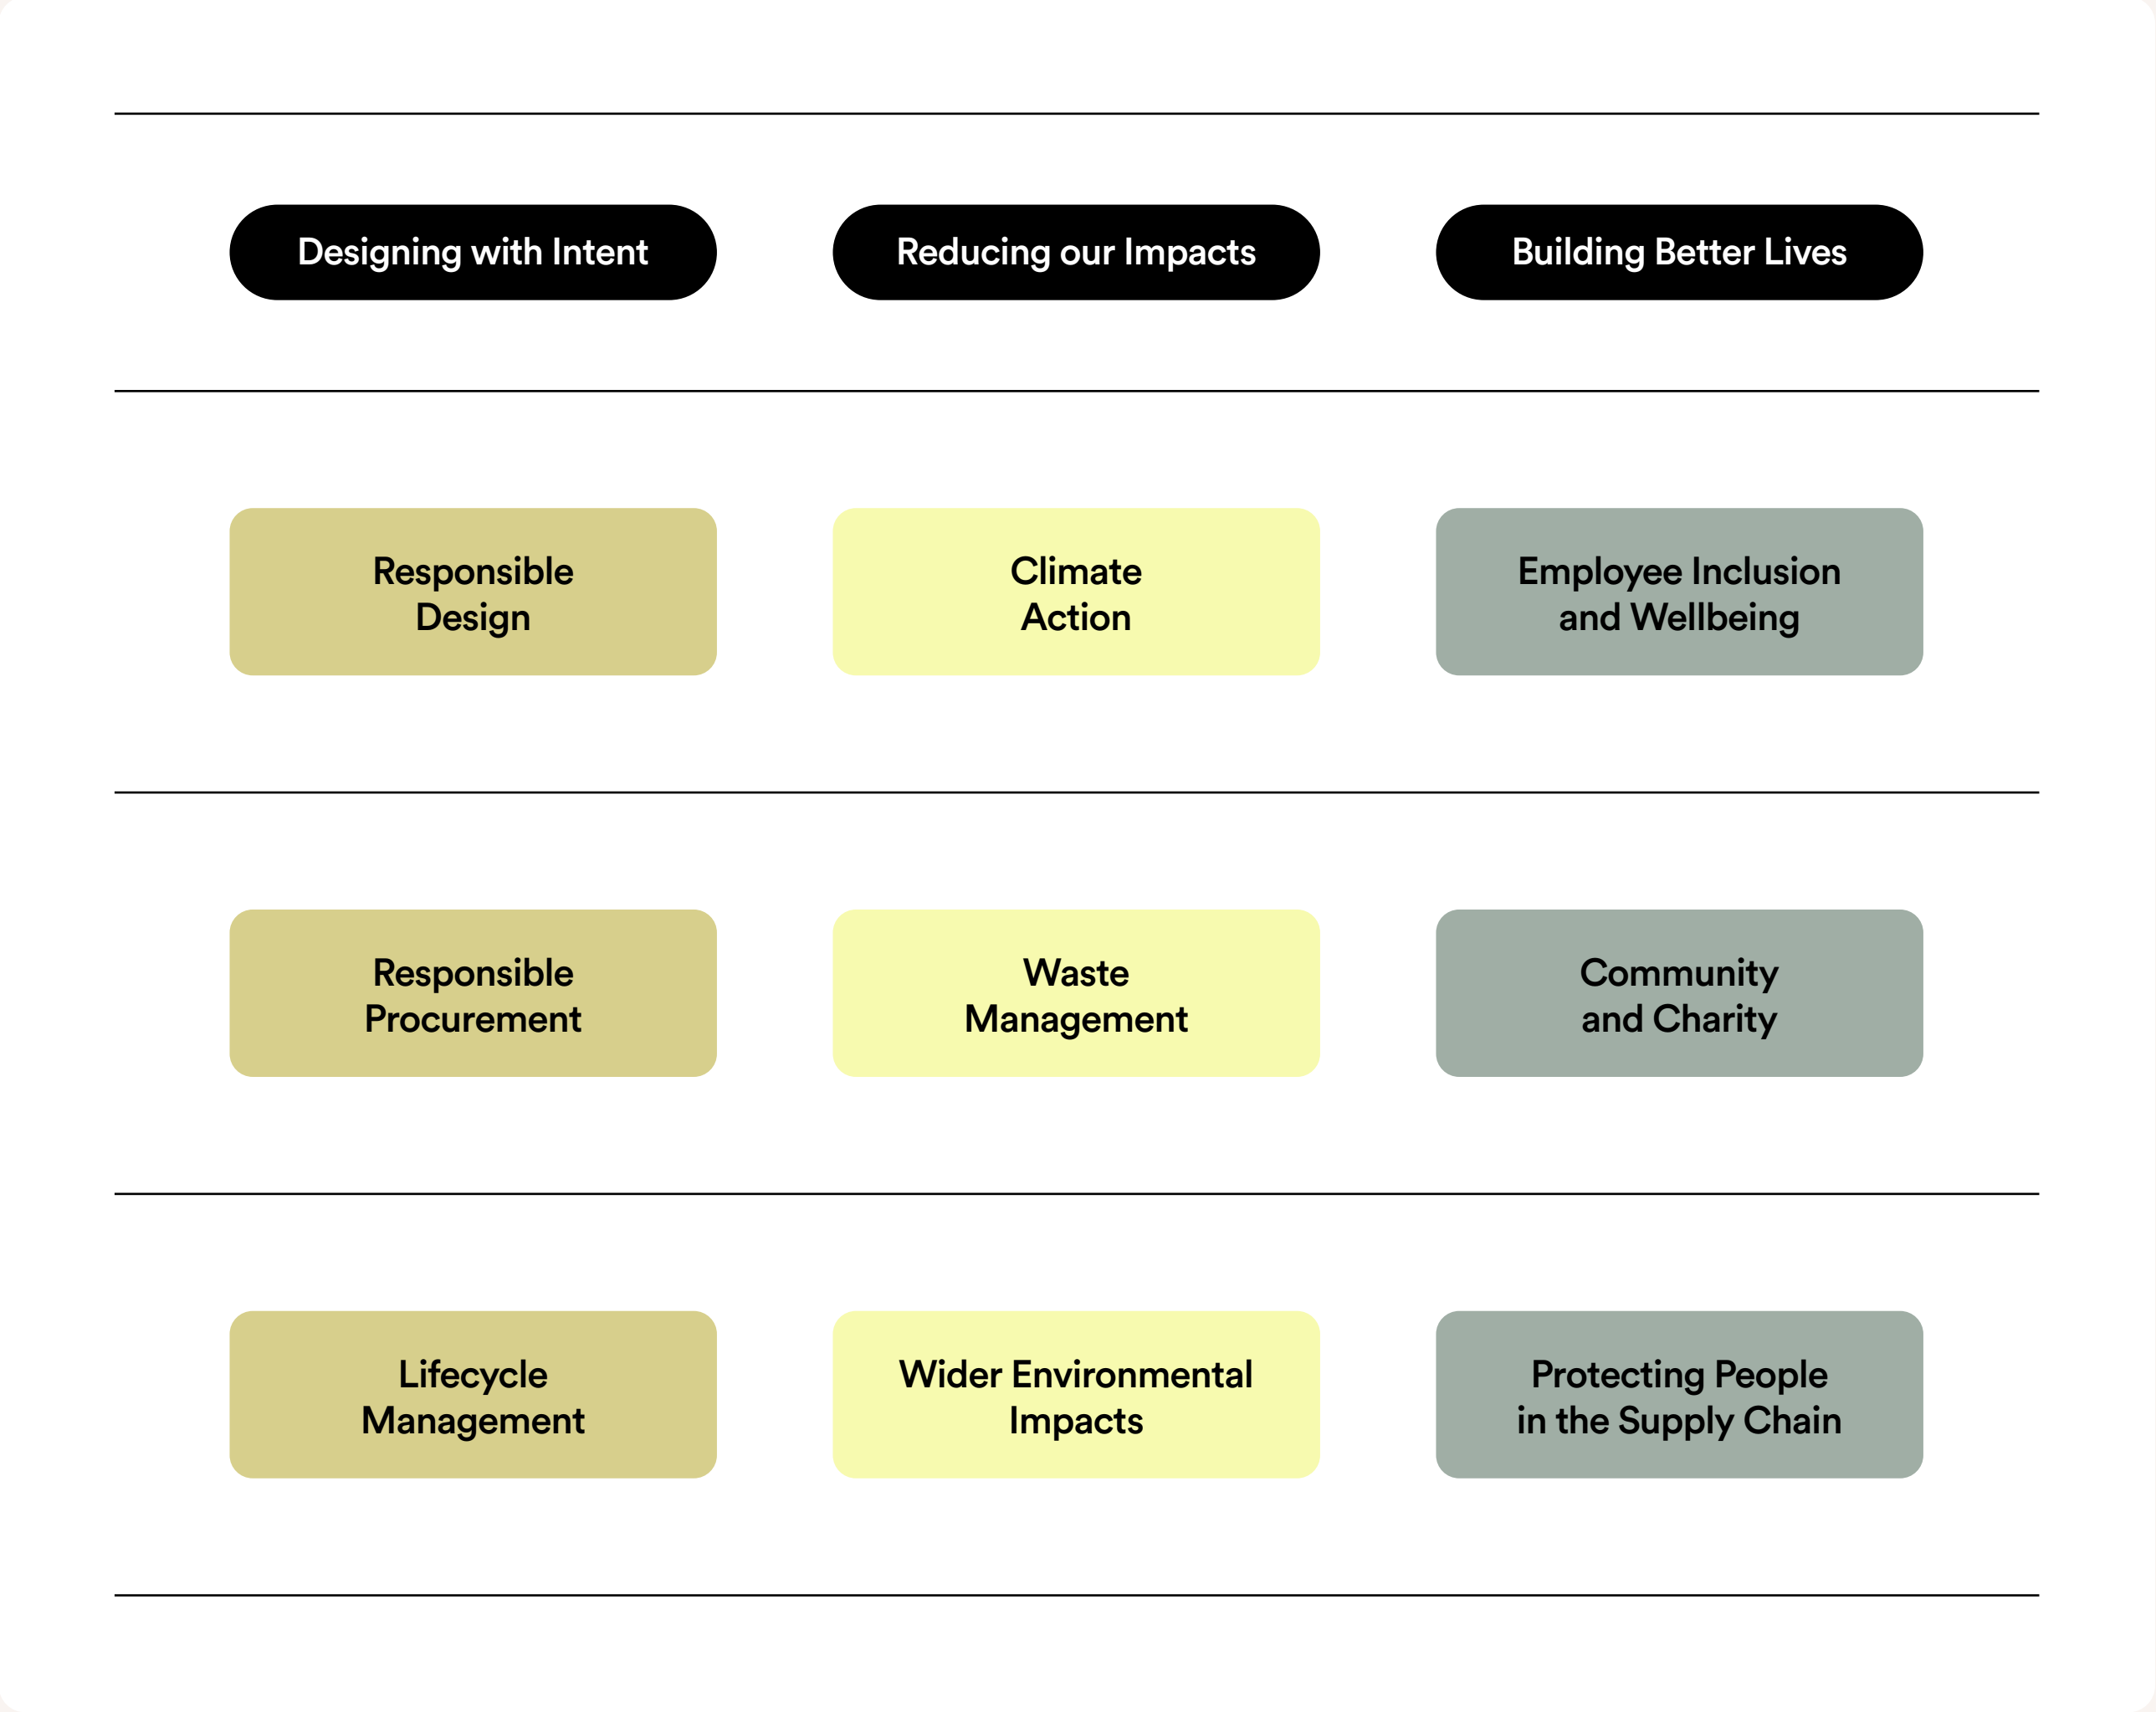 Designing with Intent
Reducing our Impacts
Building Better Lives
Responsible
Design
Climate
Action
Employee Inclusion
and Wellbeing
Responsible
Procurement
Waste
Management
Community
and Charity
Lifecycle
Management
Wider Environmental
Impacts
Protecting People
in the Supply Chain